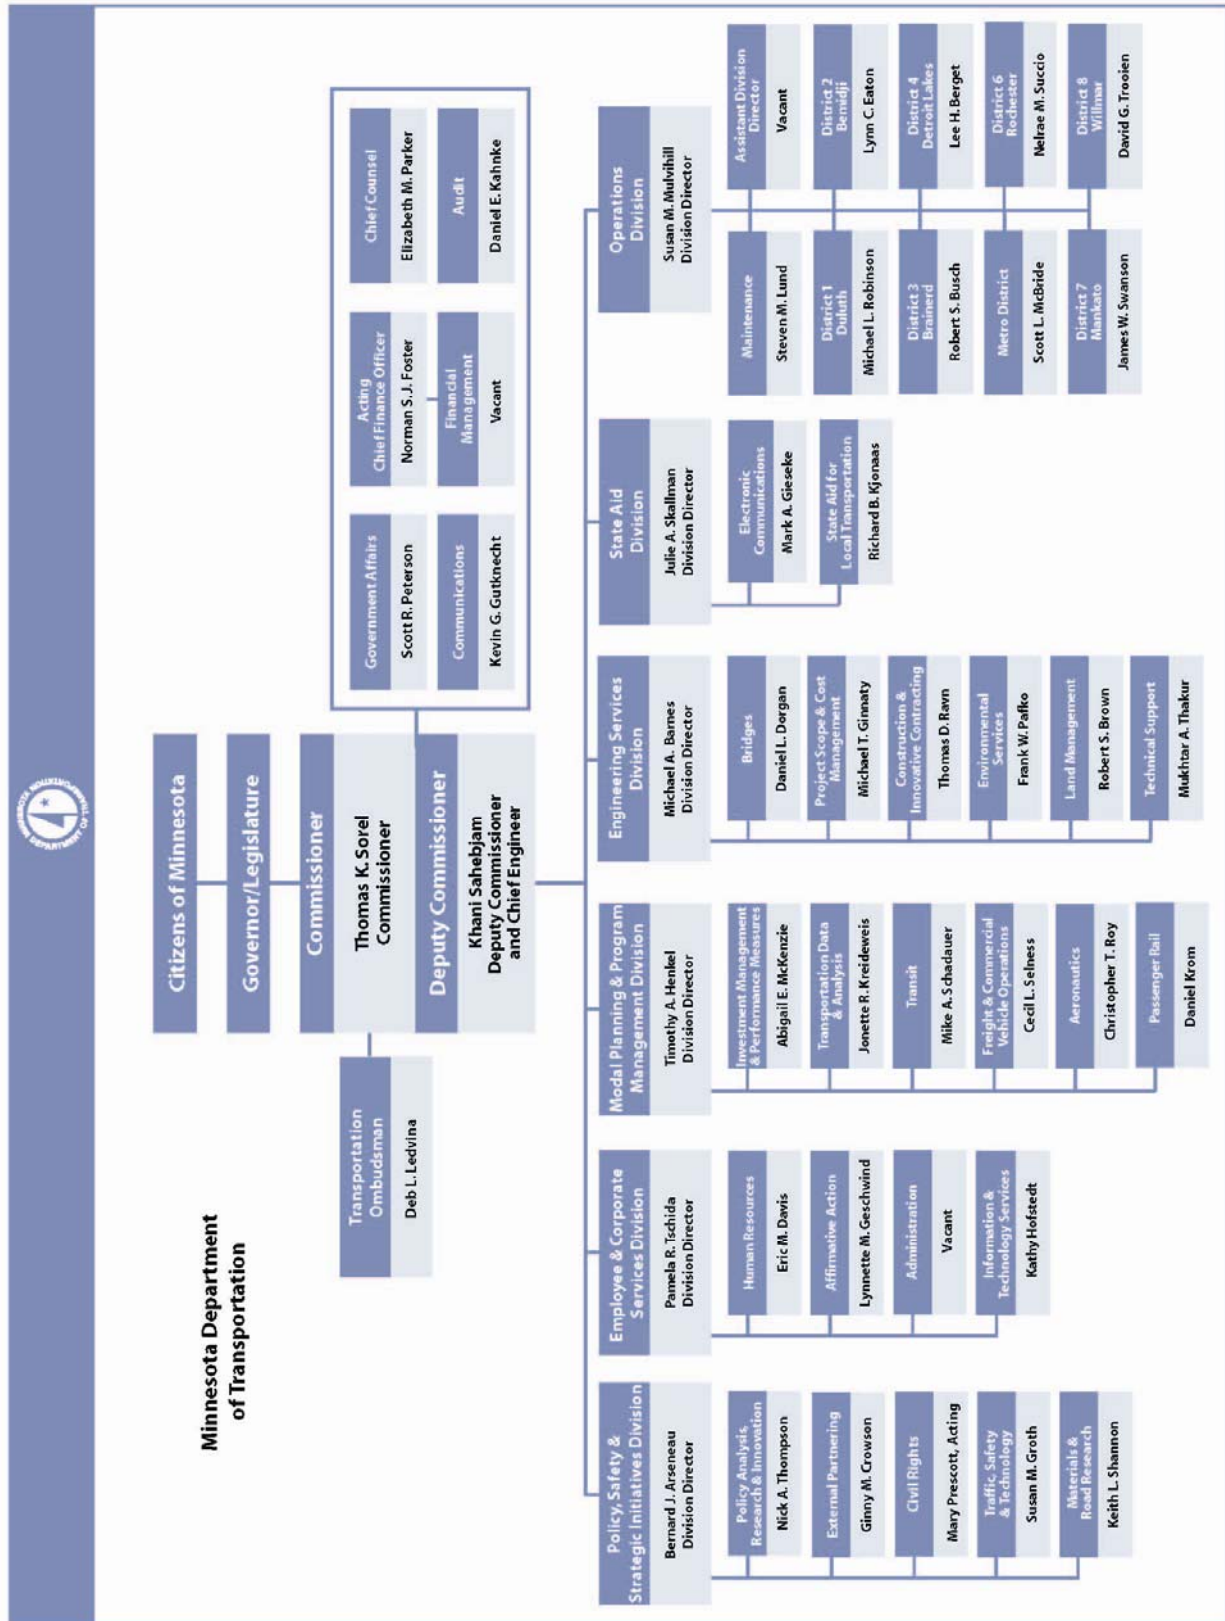 MINNESOTA DEPARTMENT OF TRANSPORTATION
Minnesota Department
of Transportation
Citizens of Minnesota
Governor/Legislature
Commissioner
Thomas K. Sorel
Commissioner
Deputy Commissioner
Khani Sahebjam
Deputy Commissioner
and Chief Engineer
Transportation
Ombudsman
Deb L. Ledvina
Government Affairs
Scott R. Peterson
Acting
Chief Finance Officer
Norman S. J. Foster
Chief Counsel
Elizabeth M. Parker
Communications
Kevin G. Gutknecht
Financial
Management
Vacant
Audit
Daniel E. Kahnke
Policy, Safety &
Strategic Initiatives Division
Bernard J. Arseneau
Division Director
Policy Analysis,
Research & Innovation
Nick A. Thompson
External Partnering
Ginny M. Crowson
Civil Rights
Mary Prescott, Acting
Traffic, Safety
& Technology
Susan M. Groth
Materials &
Road Research
Keith L. Shannon
Employee & Corporate
Services Division
Pamela R. Tschida
Division Director
Human Resources
Eric M. Davis
Affirmative Action
Lynnette M. Geschwind
Administration
Vacant
Information &
Technology Services
Kathy Hofstedt
Modal Planning & Program
Management Division
Timothy A. Henkel
Division Director
Investment Management
& Performance Measures
Abigail E. McKenzie
Transportation Data
& Analysis
Jonette R. Kreideweis
Transit
Mike A. Schadauer
Freight & Commercial
Vehicle Operations
Cecil L. Selness
Aeronautics
Christopher T. Roy
Passenger Rail
Daniel Krom
Engineering Services
Division
Michael A. Barnes
Division Director
Bridges
Daniel L. Dorgan
Project Scope & Cost
Management
Michael T. Ginnaty
Construction &
Innovative Contracting
Thomas D. Ravn
Environmental
Services
Frank W. Pafko
Land Management
Robert S. Brown
Technical Support
Mukhtar A. Thakur
State Aid
Division
Julie A. Skallman
Division Director
Electronic
Communications
Mark A. Gieseke
State Aid for
Local Transportation
Richard B. Kjonaas
Operations
Division
Susan M. Mulvihill
Division Director
Maintenance
Steven M. Lund
Assistant Division
Director
Vacant
District 1
Duluth
Michael L. Robinson
District 2
Bemidji
Lynn C. Eaton
District 3
Brainerd
Robert S. Busch
District 4
Detroit Lakes
Lee H. Berget
Metro District
Scott L. McBride
District 6
Rochester
Nelrae M. Succio
District 7
Mankato
James W. Swanson
District 8
Willmar
David G. Trooien